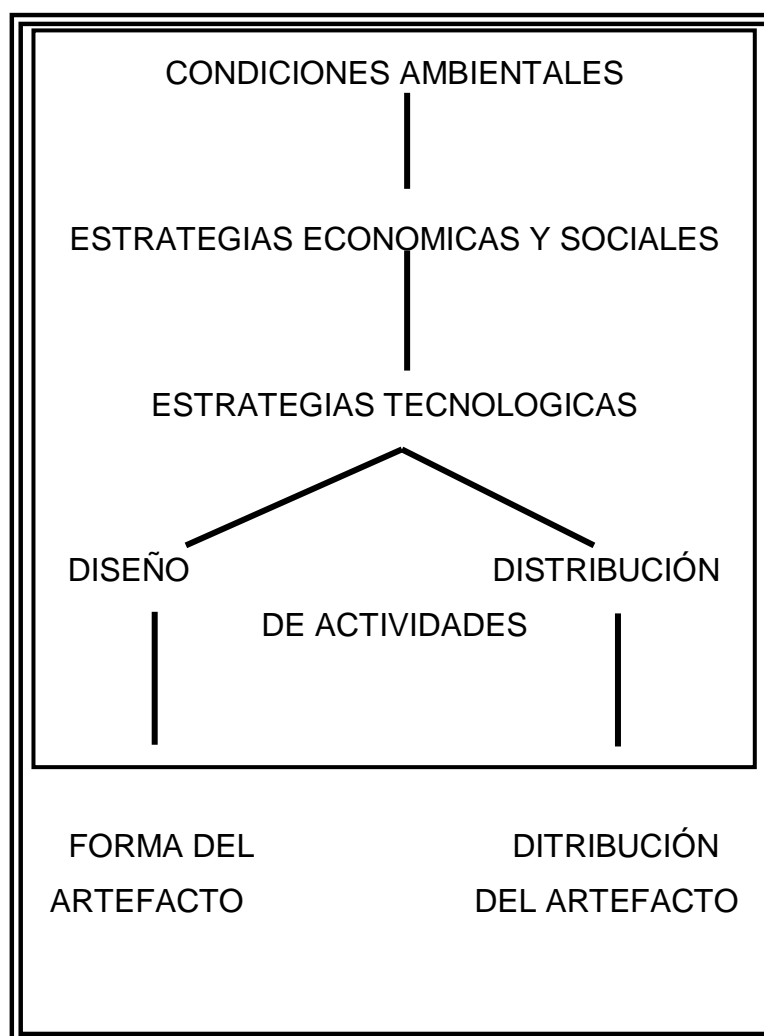 CONDICIONES AMBIENTALES
ESTRATEGIAS ECONOMICAS Y SOCIALES
ESTRATEGIAS TECNOLOGICAS
DISEÑO DISTRIBUCIÓN
DE ACTIVIDADES
FORMA DEL DITRIBUCIÓN
ARTEFACTO DEL ARTEFACTO